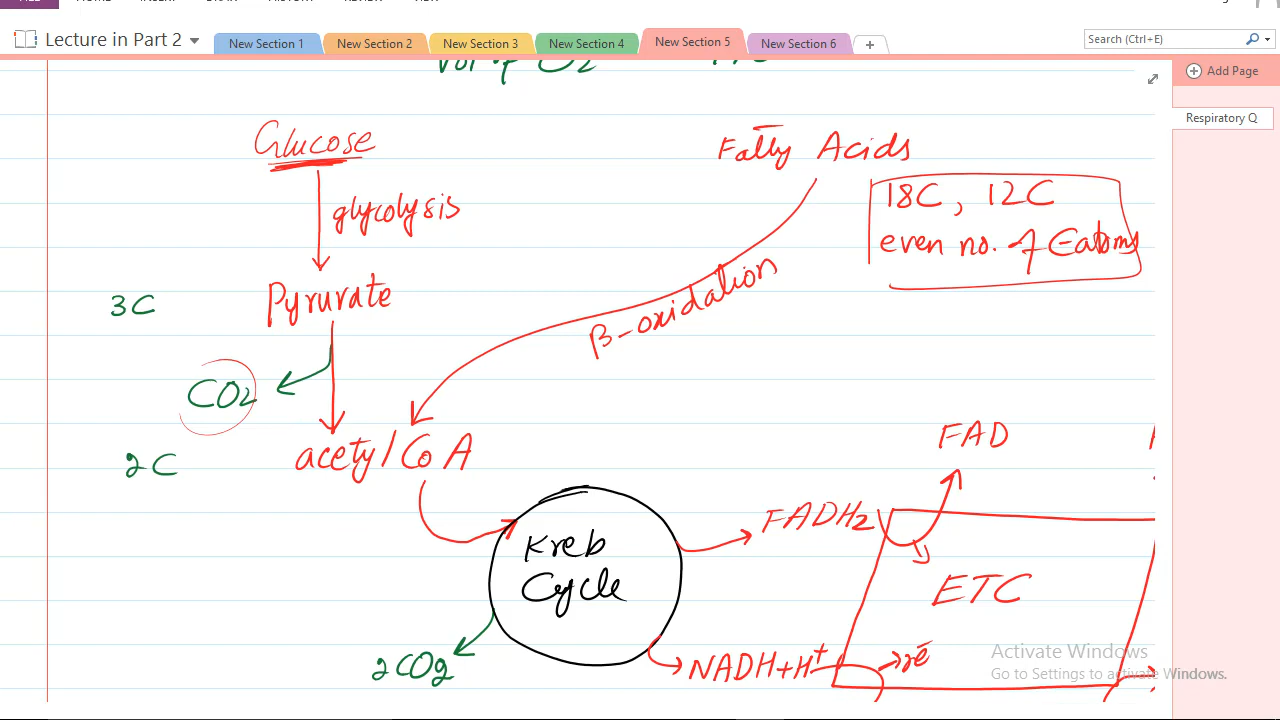 Lecture in Part 2
New Section 1
New Section 2
New Section 3
New Section 4
New Section 5
New Section 6
Search (Ctrl+E)
Add Page
Respiratory Q
Glucose
Fatty Acids
18C, 12C
even no. of Catoms
glycolysis
Pyruvate
3C
β-oxidation
CO2
acetyl CoA
2C
FAD
FADH2
Kreb
Cycle
ETC
2CO2
NADH+H+
Activate Windows
Go to Settings to activate Windows.